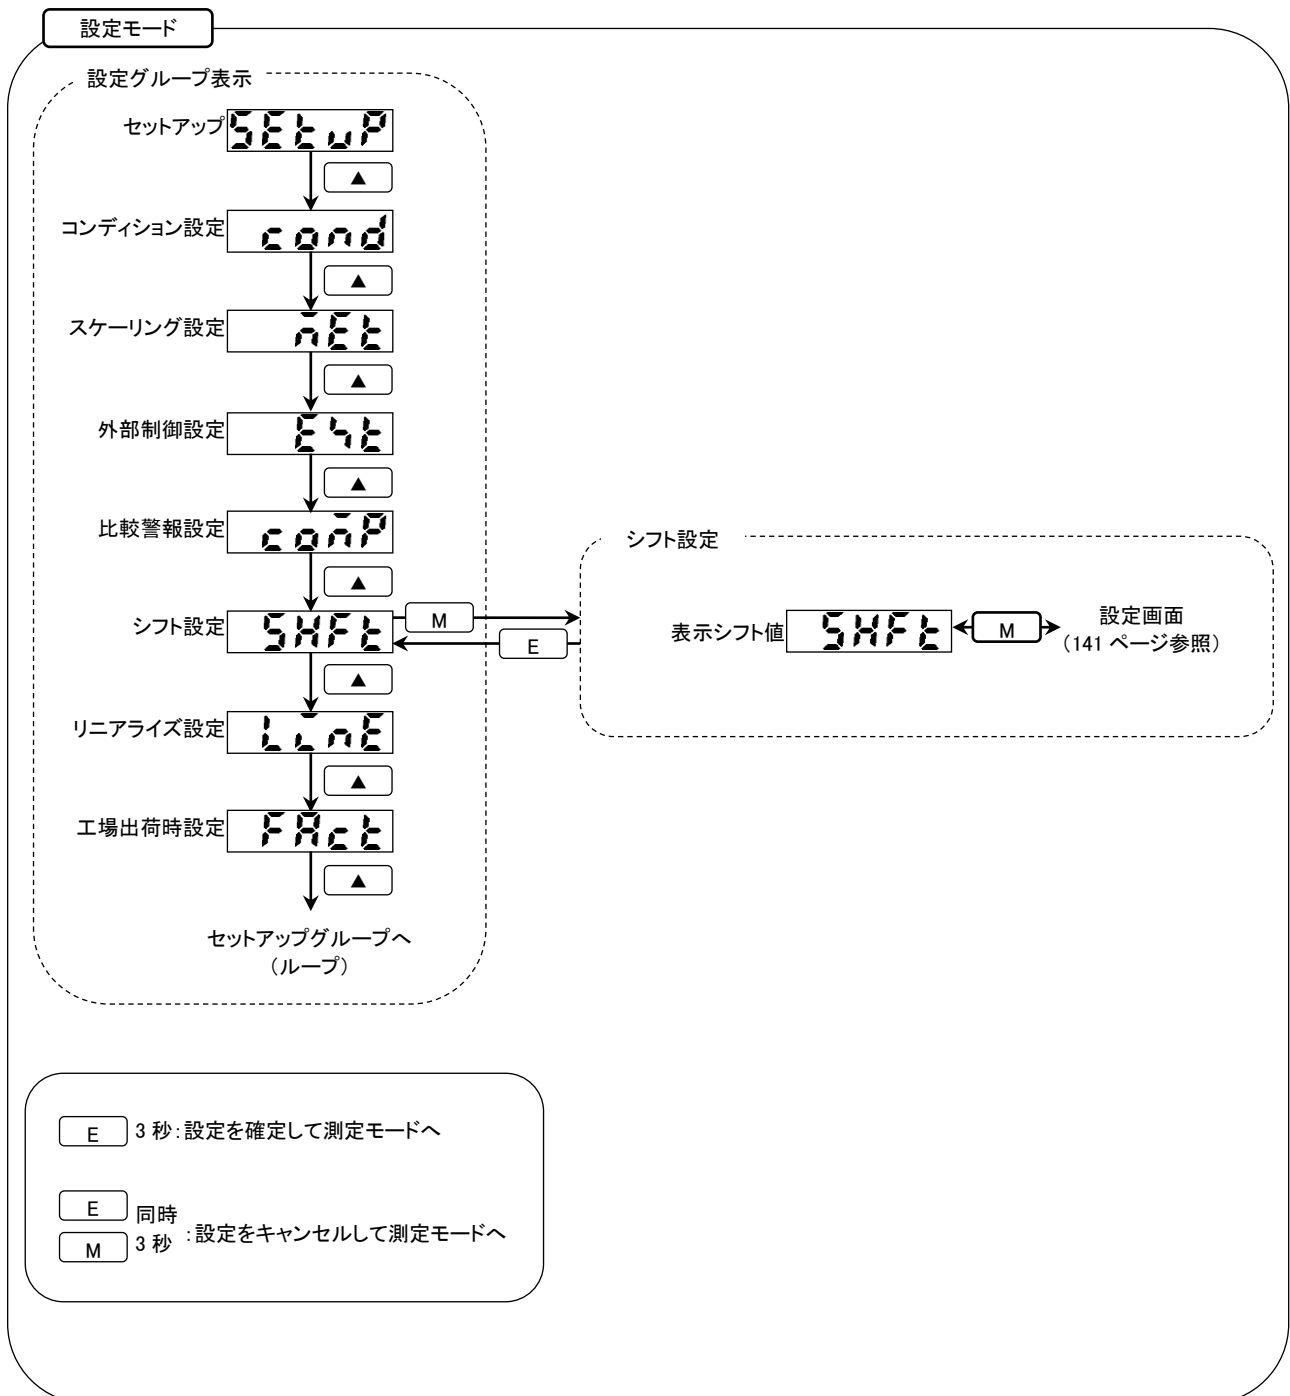 設定モード
設定グループ表示
セットアップ SEtuP
▲
コンディション設定 cond
▲
スケーリング設定 mEt
▲
外部制御設定 Ext
▲
比較警報設定 comP
▲
シフト設定 SHFt
M
E
▲
リニアライズ設定 LinE
▲
工場出荷時設定 FAct
▲
セットアップグループへ
(ループ)
シフト設定
表示シフト値 SHFt
M
設定画面
(141 ページ参照)
E 3 秒:設定を確定して測定モードへ
E 同時
M 3 秒 :設定をキャンセルして測定モードへ